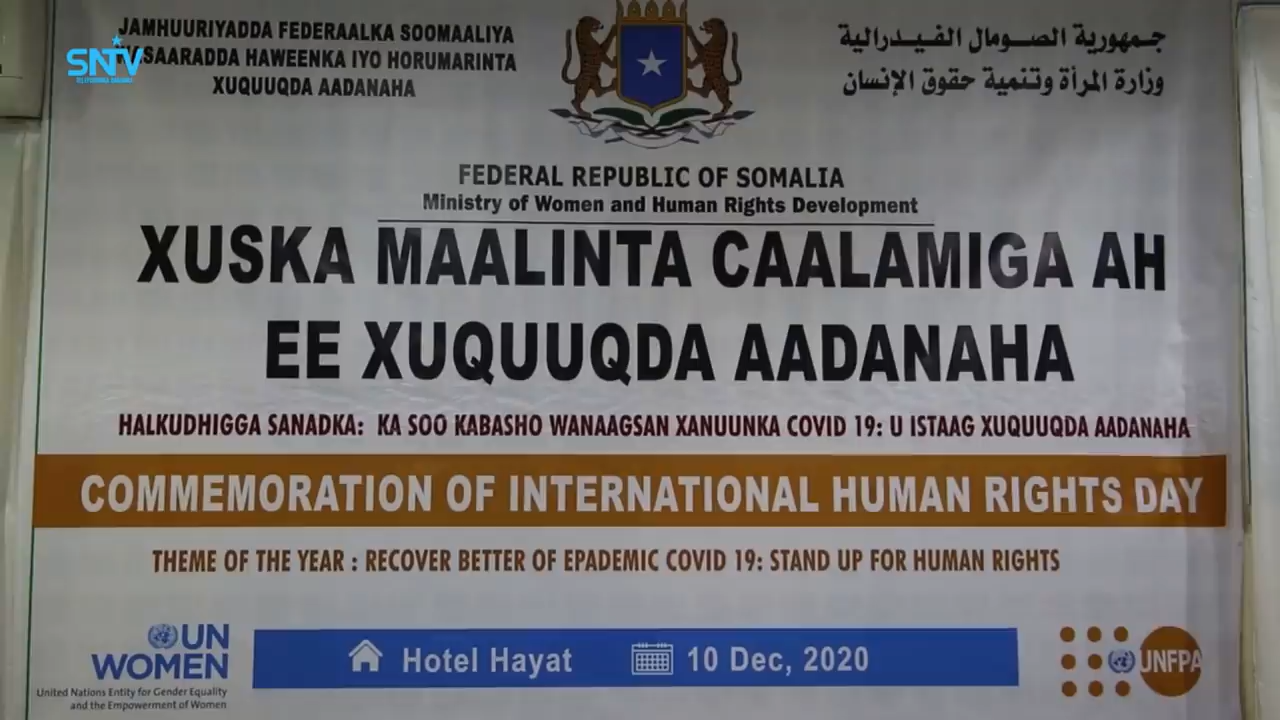 JAMHUURIYADDA FEDERAALKA SOOMAALIYA
SAARADDA HAWEENKA IYO HORUMARINTA
XUQUUQDA AADANAHA
SNTV
جمهورية الصومال الفيدرالية
وزارة المرأة وتنمية حقوق الإنسان
FEDERAL REPUBLIC OF SOMALIA
Ministry of Women and Human Rights Development
XUSKA MAALINTA CAALAMIGA AH
EE XUQUUQDA AADANAHA
HALKUDHIGGA SANADKA: KA SOO KABASHO WANAAGSAN XANUUNKA COVID 19: U ISTAAG XUQUUQDA AADANAHA
COMMEMORATION OF INTERNATIONAL HUMAN RIGHTS DAY
THEME OF THE YEAR : RECOVER BETTER OF EPADEMIC COVID 19: STAND UP FOR HUMAN RIGHTS
UN
WOMEN
United Nations Entity for Gender Equality
and the Empowerment of Women
Hotel Hayat
10 Dec, 2020
UNFPA